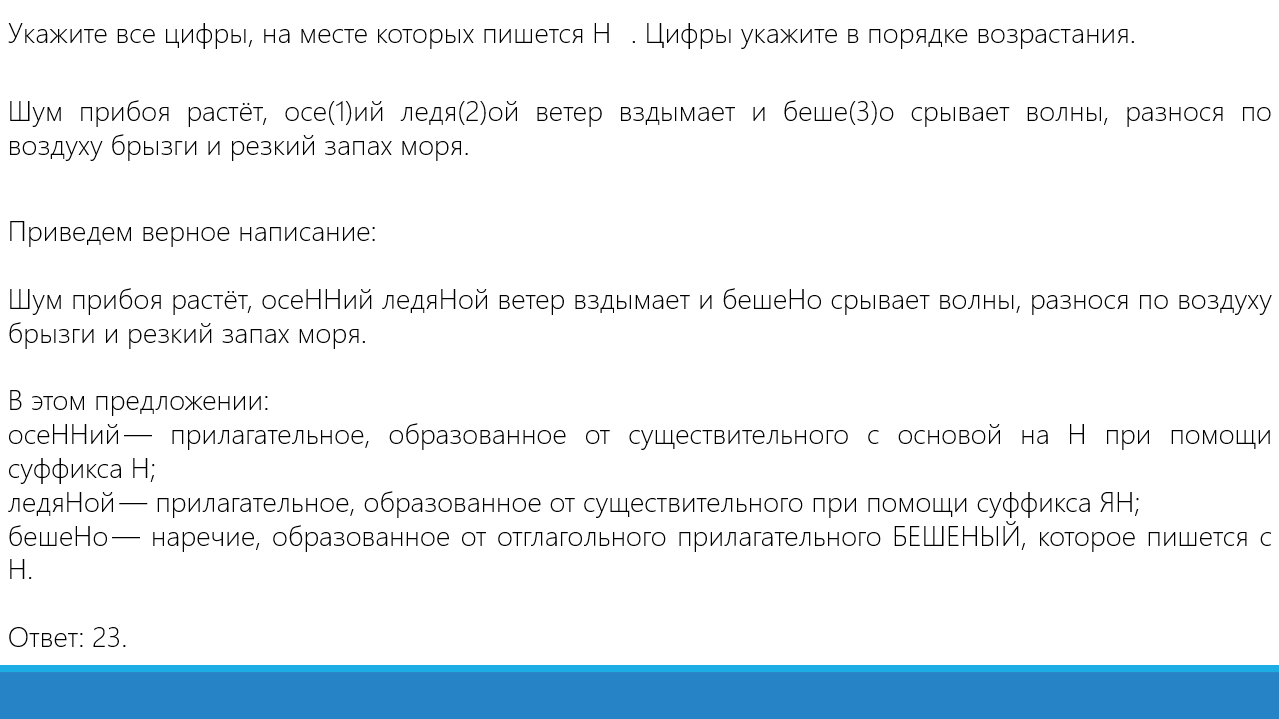 Укажите все цифры, на месте которых пишется Н . Цифры укажите в порядке возрастания.
Шум прибоя растёт, осе(1)ий ледя(2)ой ветер вздымает и беше(3)о срывает волны, разнося по
воздуху брызги и резкий запах моря.
Приведем верное написание:
Шум прибоя растёт, осеННий ледяНой ветер вздымает и бешеНо срывает волны, разнося по воздуху
брызги и резкий запах моря.
В этом предложении:
осеННий — прилагательное, образованное от существительного с основой на Н при помощи
суффикса Н;
ледяНой — прилагательное, образованное от существительного при помощи суффикса ЯН;
бешеНо — наречие, образованное от отглагольного прилагательного БЕШЕНЫЙ, которое пишется с
Н.
Ответ: 23.